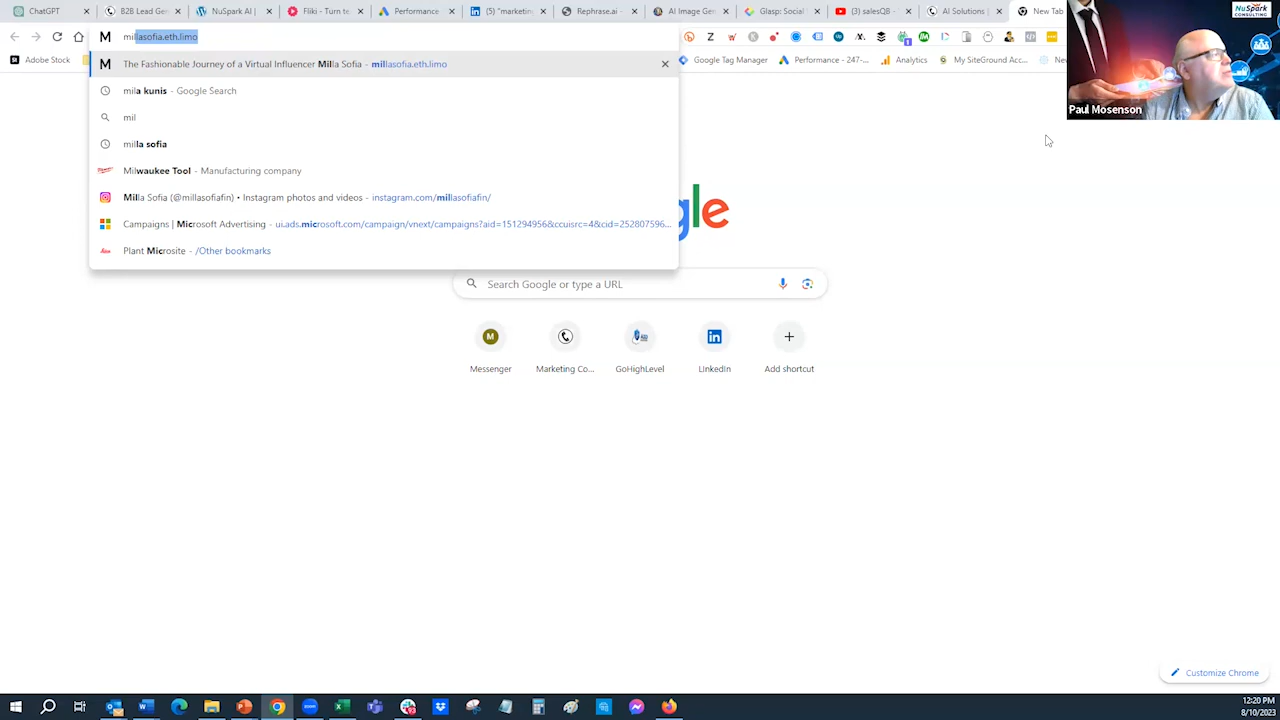 ChatGPT
B2B Lead Gen
NuSpark AI |
Fliki - Turn te
Performance
(5) "marketin
Rephrase.ai -
AI Image Gen
Glasp: Social
(3) salesQB -
AI Solutions |
New Tab
millasofia.eth.limo
Adobe Stock
Google Tag Manager
Performance - 247-...
Analytics
My SiteGround Acc...
The Fashionable Journey of a Virtual Influencer Milla Sofia - millasofia.eth.limo
mila kunis - Google Search
mil
milla sofia
Milwaukee Tool - Manufacturing company
Milla Sofia (@millasofiafin) • Instagram photos and videos - instagram.com/millasofiafin/
Campaigns | Microsoft Advertising - ui.ads.microsoft.com/campaign/vnext/campaigns?aid=151294956&ccuisrc=4&cid=252807596...
Plant Microsite - /Other bookmarks
NuSpark
CONSULTING
Paul Mosenson
gle
Search Google or type a URL
M
Messenger
Marketing Co...
GoHighLevel
LinkedIn
Add shortcut
Customize Chrome
12:20 PM
8/10/2023